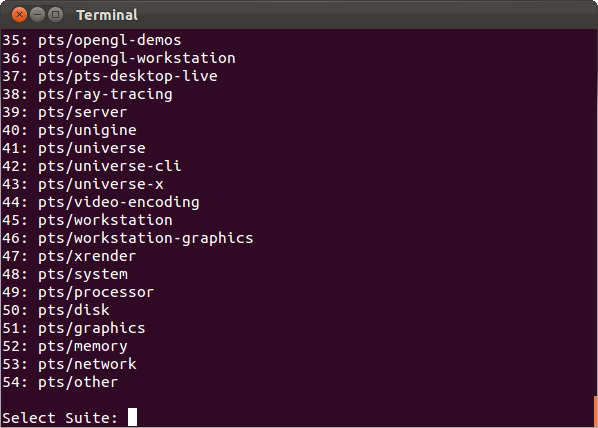 Terminal
35: pts/opengl-demos
36: pts/opengl-workstation
37: pts/pts-desktop-live
38: pts/ray-tracing
39: pts/server
40: pts/unigine
41: pts/universe
42: pts/universe-cli
43: pts/universe-x
44: pts/video-encoding
45: pts/workstation
46: pts/workstation-graphics
47: pts/xrender
48: pts/system
49: pts/processor
50: pts/disk
51: pts/graphics
52: pts/memory
53: pts/network
54: pts/other
Select Suite: